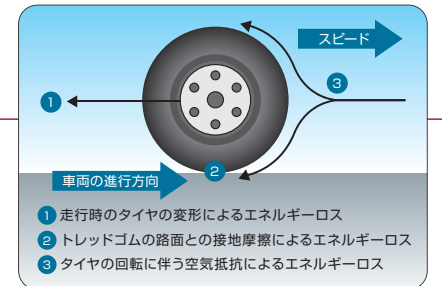 スピード
3
1
2
車両の進行方向
1 走行時のタイヤの変形によるエネルギーロス
2 トレッドゴムの路面との接地摩擦によるエネルギーロス
3 タイヤの回転に伴う空気抵抗によるエネルギーロス